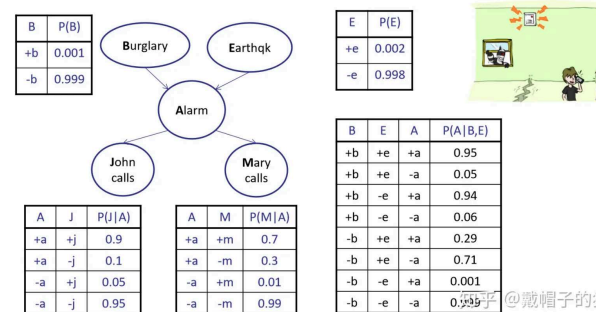 B P(B)
+b 0.001
-b 0.999
Burglary
Earthqk
Alarm
John
calls
Mary
calls
E P(E)
+e 0.002
-e 0.998
A J P(J|A)
+a +j 0.9
+a -j 0.1
-a +j 0.05
-a -j 0.95
A M P(M|A)
+a +m 0.7
+a -m 0.3
-a +m 0.01
-a -m 0.99
B E A P(A|B,E)
+b +e +a 0.95
+b +e -a 0.05
+b -e +a 0.94
+b -e -a 0.06
-b +e +a 0.29
-b +e -a 0.71
-b -e +a 0.001
-b -e -a 0.999
知乎 @戴帽子的